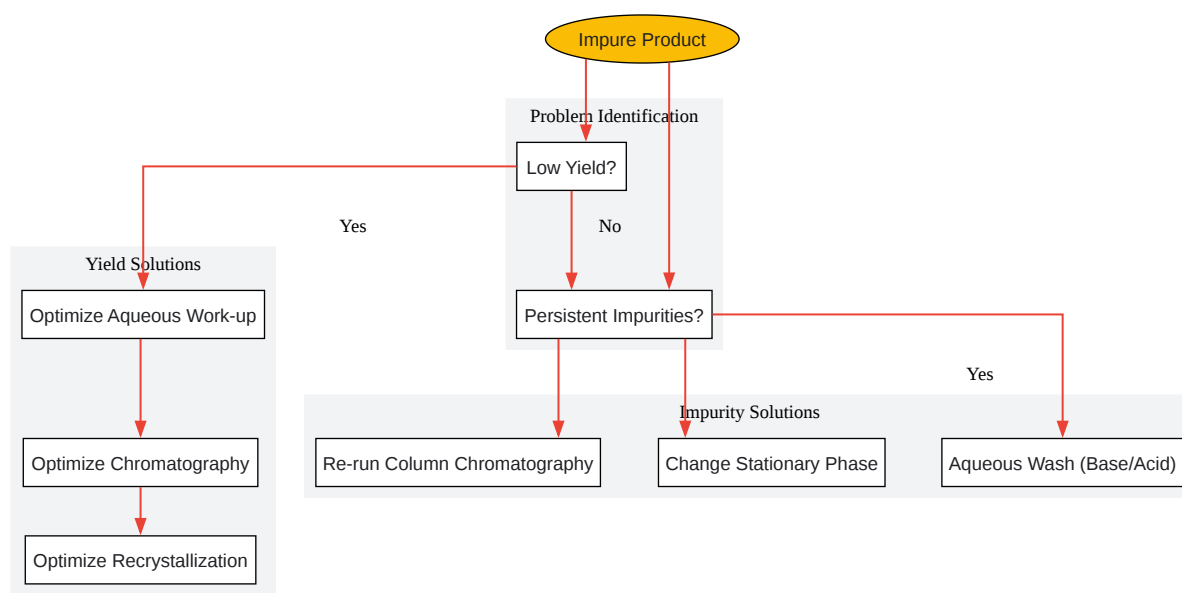 Impure Product
Problem Identification
Low Yield?
Yes
No
Yield Solutions
Optimize Aqueous Work-up
Persistent Impurities?
Yes
Impurity Solutions
Optimize Chromatography
Re-run Column Chromatography
Change Stationary Phase
Aqueous Wash (Base/Acid)
Optimize Recrystallization